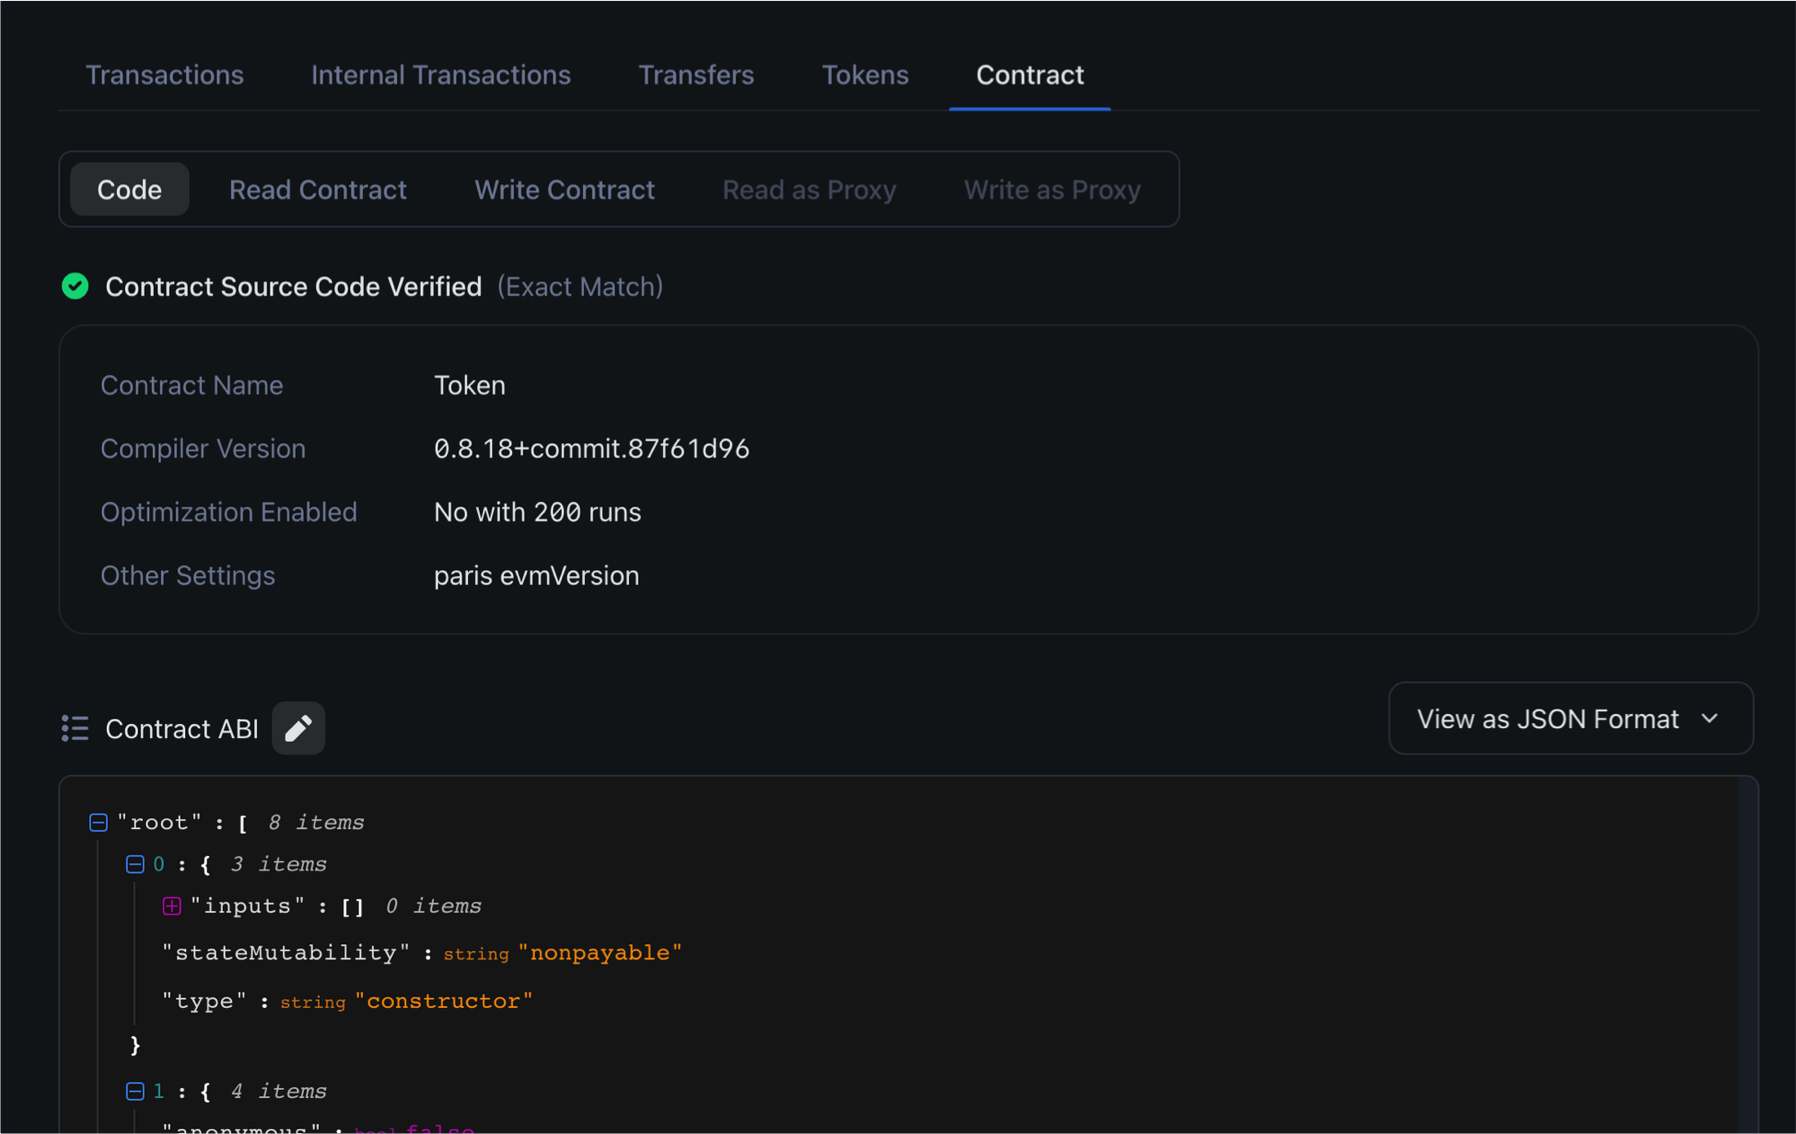 Transactions Internal Transactions Transfers Tokens Contract
Code Read Contract Write Contract Read as Proxy Write as Proxy
Contract Source Code Verified (Exact Match)
Contract Name Token
Compiler Version 0.8.18+commit.87f61d96
Optimization Enabled No with 200 runs
Other Settings paris evmVersion
Contract ABI View as JSON Format
"root" : [ 8 items
0 : { 3 items
"inputs" : [] 0 items
"stateMutability" : string "nonpayable"
"type" : string "constructor"
}
1 : { 4 items
"anonymous" : bool false